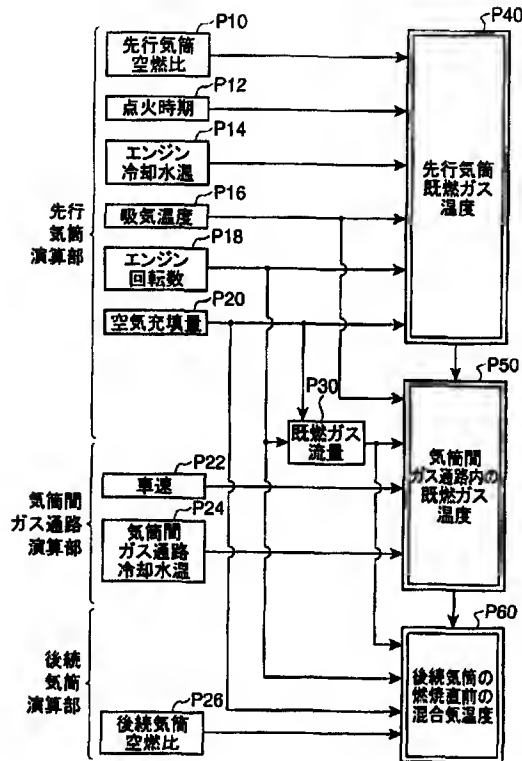 P10
先行気筒
空燃比
P12
点火時期
P14
エンジン
冷却水温
P16
吸気温度
P18
エンジン
回転数
P20
空気充填量
先行
気筒
演算部
P40
先行気筒
既燃ガス
温度
P30
既燃ガス
流量
P50
気筒間
ガス通路内の
既燃ガス
温度
P22
車速
P24
気筒間
ガス通路
冷却水温
気筒間
ガス通路
演算部
P60
後続気筒の
燃焼直前の
混合気温度
後続
気筒
演算部
P26
後続気筒
空燃比